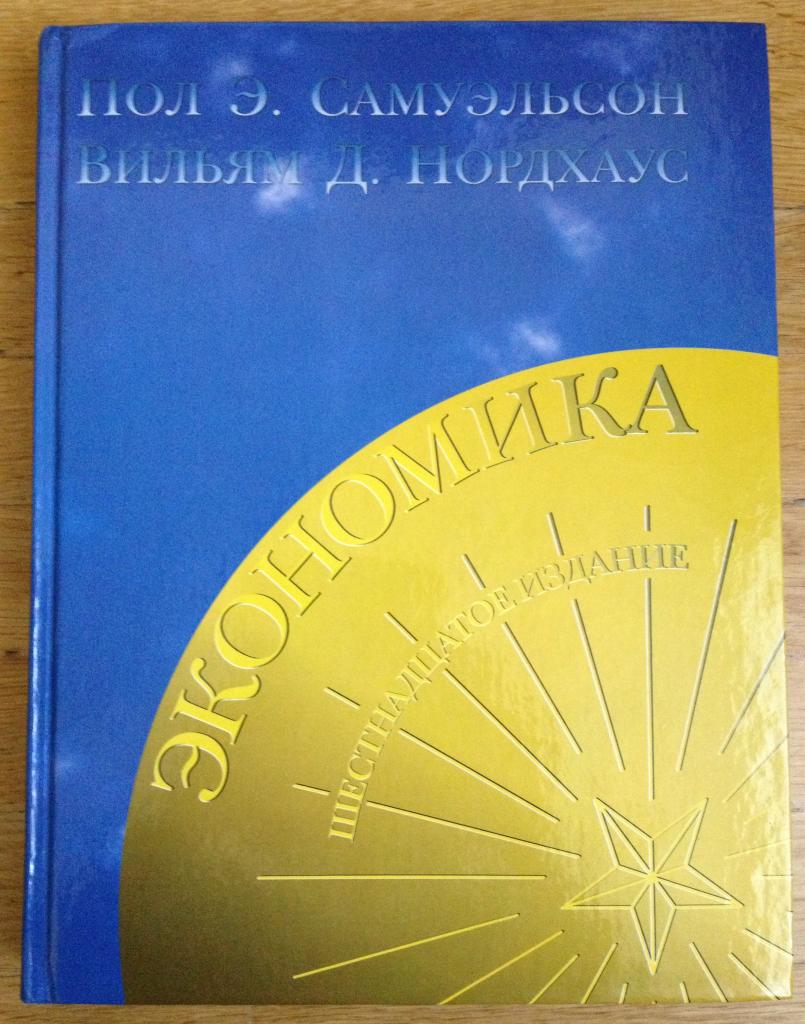 Пол Э. Самуэльсон
Вильям Д. Нордхаус
ЭКОНОМИКА
ШЕСТНАДЦАТОЕ ИЗДАНИЕ